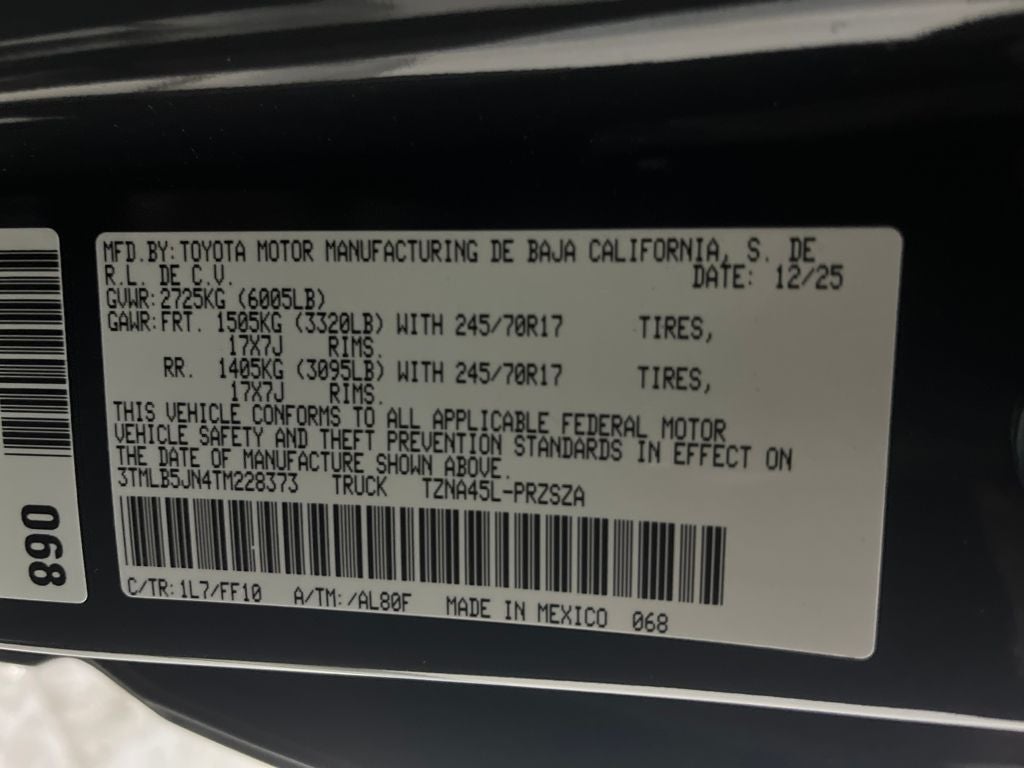 MFD.BY:TOYOTA MOTOR MANUFACTURING DE BAJA CALIFORNIA, S. DE
R.L. DE C.V. DATE: 12/25
GVWR:2725KG (6005LB)
GAWR:FRT. 1505KG (3320LB) WITH 245/70R17 TIRES,
17X7J RIMS.
RR. 1405KG (3095LB) WITH 245/70R17 TIRES,
17X7J RIMS.
THIS VEHICLE CONFORMS TO ALL APPLICABLE FEDERAL MOTOR
VEHICLE SAFETY AND THEFT PREVENTION STANDARDS IN EFFECT ON
THE DATE OF MANUFACTURE SHOWN ABOVE.
3TMLB5JN4TM228373 TRUCK TZNA45L-PRZSZA
C/TR:1L7/FF10 A/TM:/AL80F MADE IN MEXICO 068
068